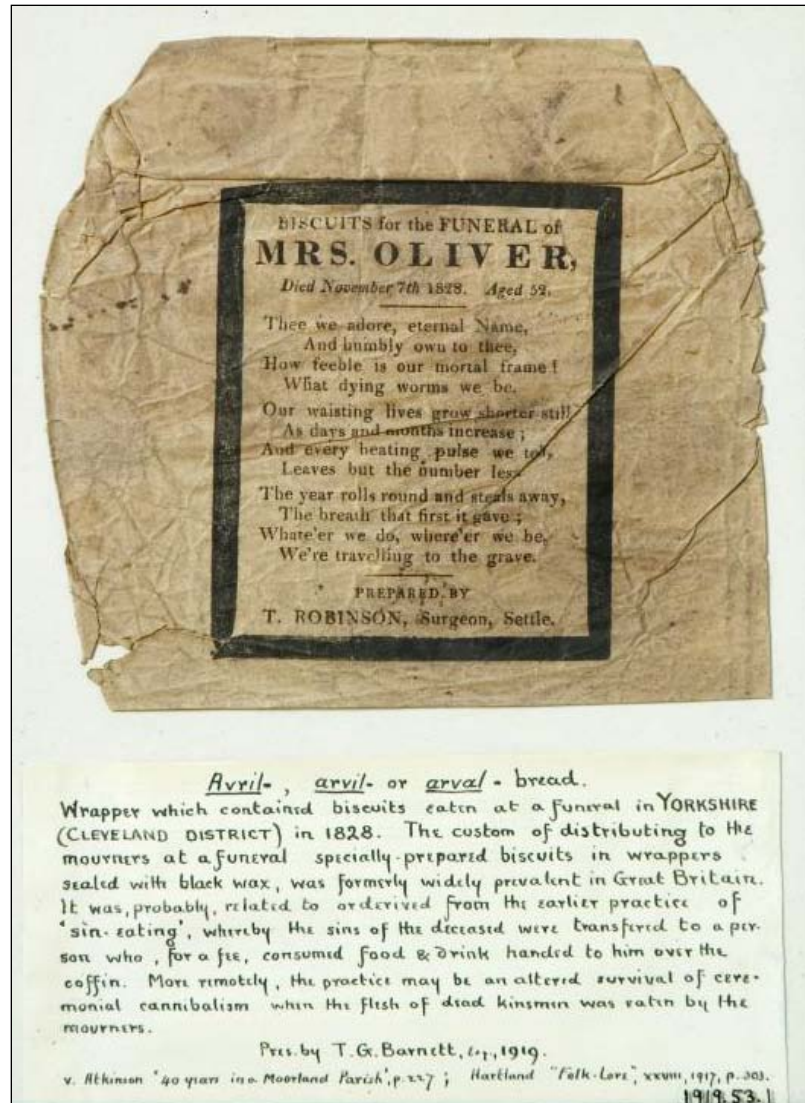 BISCUITS for the FUNERAL of
MRS. OLIVER,
Died November 7th 1828. Aged 52.
Thee we adore, eternal Name,
And humbly own to thee,
How feeble is our mortal frame!
What dying worms we be.
Our waisting lives grow shorter still
As days and months increase;
And every beating pulse we tell,
Leaves but the number less
The year rolls round and steals away,
The breath that first it gave;
Whate'er we do, where'er we be,
We're travelling to the grave.
PREPARED BY
T. ROBINSON, Surgeon, Settle.
Avril-, arvil- or arval - bread.
Wrapper which contained biscuits eaten at a funeral in YORKSHIRE
(CLEVELAND DISTRICT) in 1828. The custom of distributing to the
mourners at a funeral specially-prepared biscuits in wrappers
sealed with black wax, was formerly widely prevalent in Great Britain.
It was, probably, related to or derived from the earlier practice of
'sin-eating', whereby the sins of the deceased were transferred to a per-
son who, for a fee, consumed food & drink handed to him over the
coffin. More remotely, the practice may be an altered survival of cere-
monial cannibalism when the flesh of dead kinsmen was eaten by the
mourners.
Pres. by T.G. Barnett, Esq., 1919.
v. Atkinson '40 years in a Moorland Parish', p.227; Hartland "Folk-Lore", xxviii, 1917, p.303.
1919.53.1